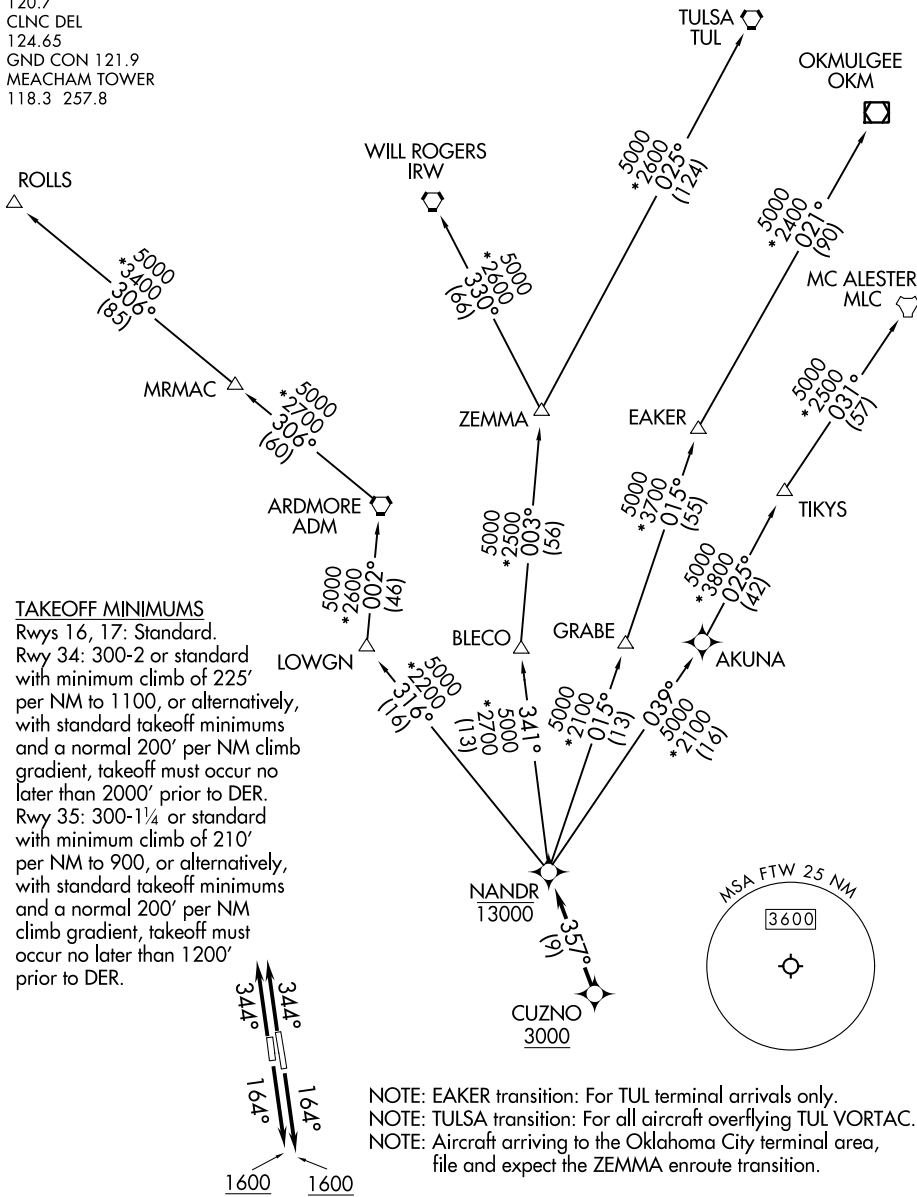 120.7
CLNC DEL
124.65
GND CON 121.9
MEACHAM TOWER
118.3 257.8
TULSA
TUL
OKMULGEE
OKM
WILL ROGERS
IRW
ROLLS
5000
*2600
025°
(124)
5000
*2400
021°
(90)
MC ALESTER
MLC
5000
*3400
306°
(85)
5000
*2600
330°
(66)
MRMAC
5000
*2700
306°
(60)
ZEMMA
EAKER
5000
*2500
031°
(57)
ARDMORE
ADM
5000
*2500
003°
(56)
5000
*3700
015°
(55)
TIKYS
5000
*2600
002°
(46)
5000
*3800
025°
(42)
LOWGN
BLECO
GRABE
AKUNA
5000
*2200
316°
(16)
341°
5000
*2700
(13)
5000
*2100
015°
(13)
039°
5000
*2100
(16)
TAKEOFF MINIMUMS
Rwys 16, 17: Standard.
Rwy 34: 300-2 or standard
with minimum climb of 225'
per NM to 1100, or alternatively,
with standard takeoff minimums
and a normal 200' per NM climb
gradient, takeoff must occur no
later than 2000' prior to DER.
Rwy 35: 300-1¼ or standard
with minimum climb of 210'
per NM to 900, or alternatively,
with standard takeoff minimums
and a normal 200' per NM
climb gradient, takeoff must
occur no later than 1200'
prior to DER.
NANDR
13000
357°
(9)
CUZNO
3000
MSA FTW 25 NM
3600
344°
344°
164°
164°
1600
1600
NOTE: EAKER transition: For TUL terminal arrivals only.
NOTE: TULSA transition: For all aircraft overflying TUL VORTAC.
NOTE: Aircraft arriving to the Oklahoma City terminal area,
file and expect the ZEMMA enroute transition.